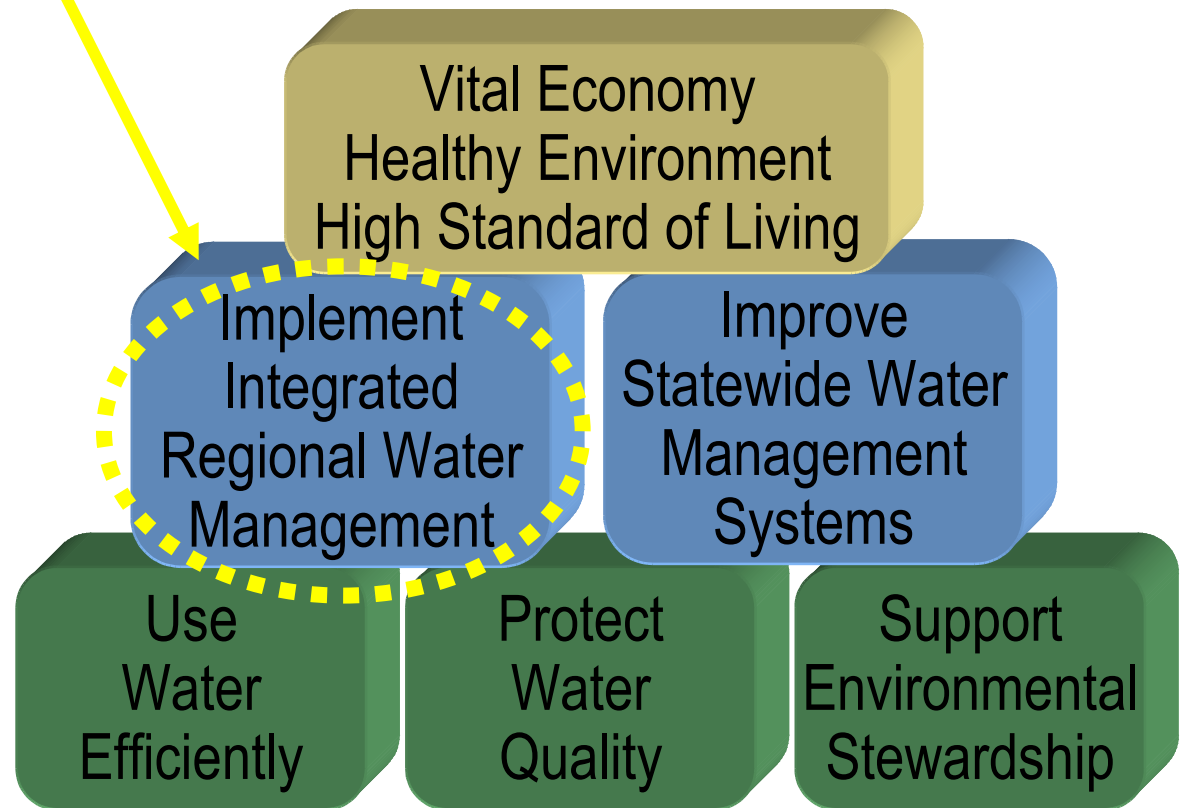 Vital Economy
Healthy Environment
High Standard of Living
Implement
Integrated
Regional Water
Management
Improve
Statewide Water
Management
Systems
Use
Water
Efficiently
Protect
Water
Quality
Support
Environmental
Stewardship